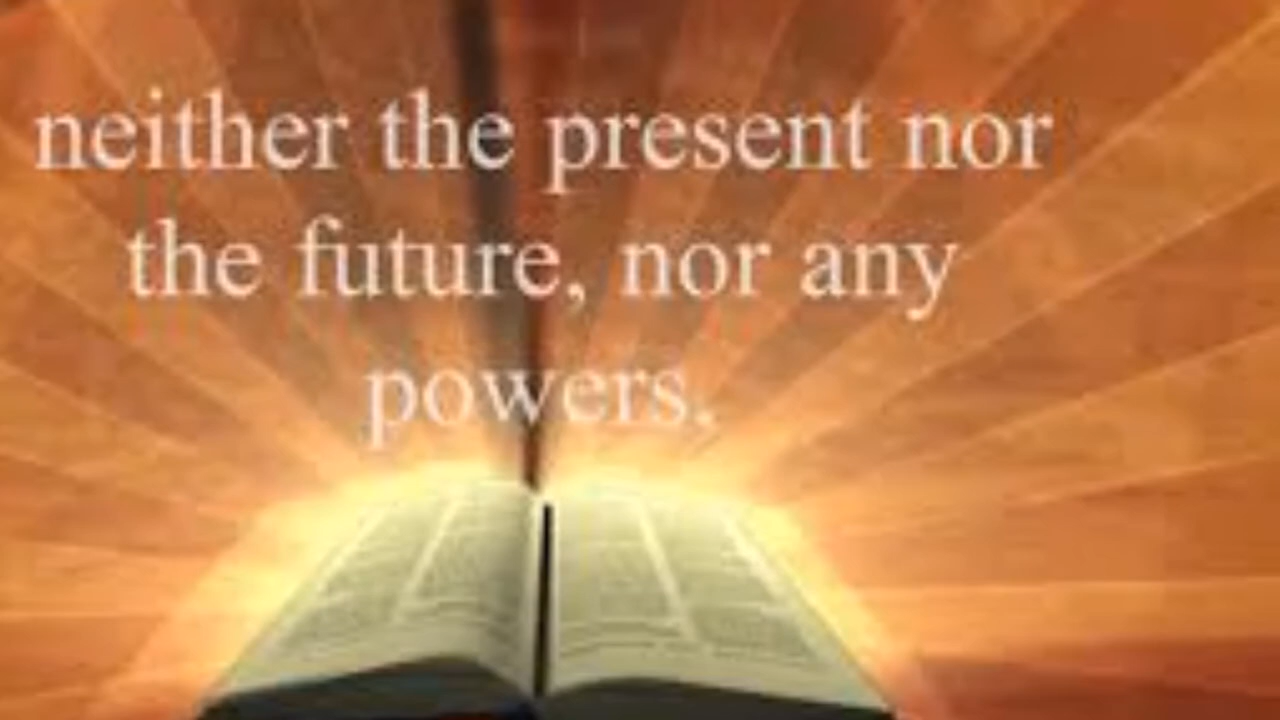 neither the present nor
the future, nor any
powers,